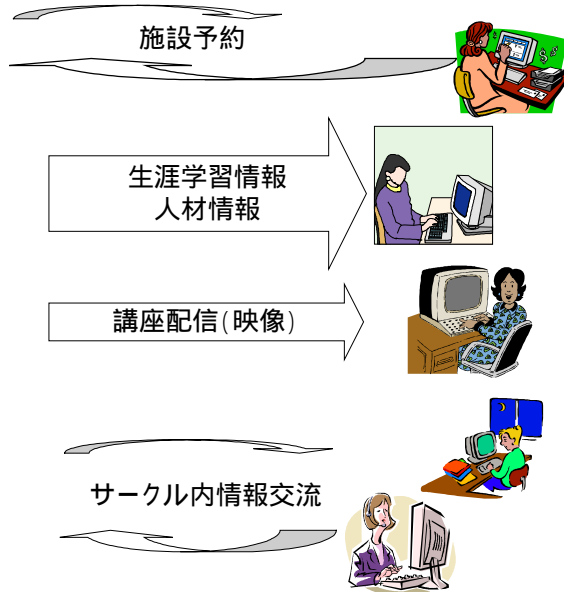 施設予約
生涯学習情報
人材情報
講座配信(映像)
サークル内情報交流